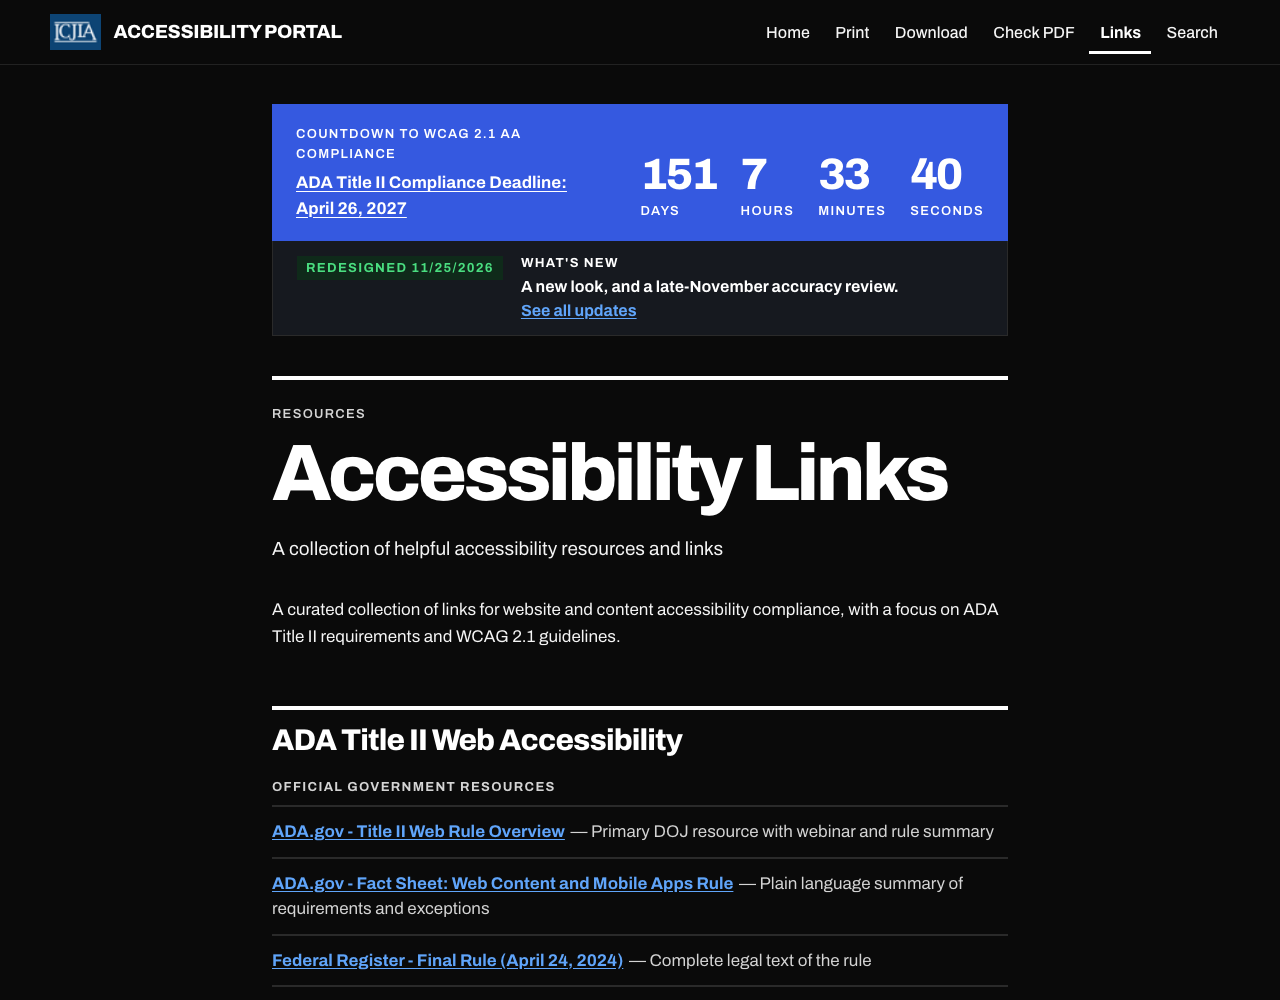 ICJIA
ACCESSIBILITY PORTAL
Home Print Download Check PDF Links Search
COUNTDOWN TO WCAG 2.1 AA
COMPLIANCE
ADA Title II Compliance Deadline:
April 26, 2027
151 7 33 40
DAYS HOURS MINUTES SECONDS
REDESIGNED 11/25/2026
WHAT'S NEW
A new look, and a late-November accuracy review.
See all updates
RESOURCES
Accessibility Links
A collection of helpful accessibility resources and links
A curated collection of links for website and content accessibility compliance, with a focus on ADA
Title II requirements and WCAG 2.1 guidelines.
ADA Title II Web Accessibility
OFFICIAL GOVERNMENT RESOURCES
ADA.gov - Title II Web Rule Overview — Primary DOJ resource with webinar and rule summary
ADA.gov - Fact Sheet: Web Content and Mobile Apps Rule — Plain language summary of
requirements and exceptions
Federal Register - Final Rule (April 24, 2024) — Complete legal text of the rule